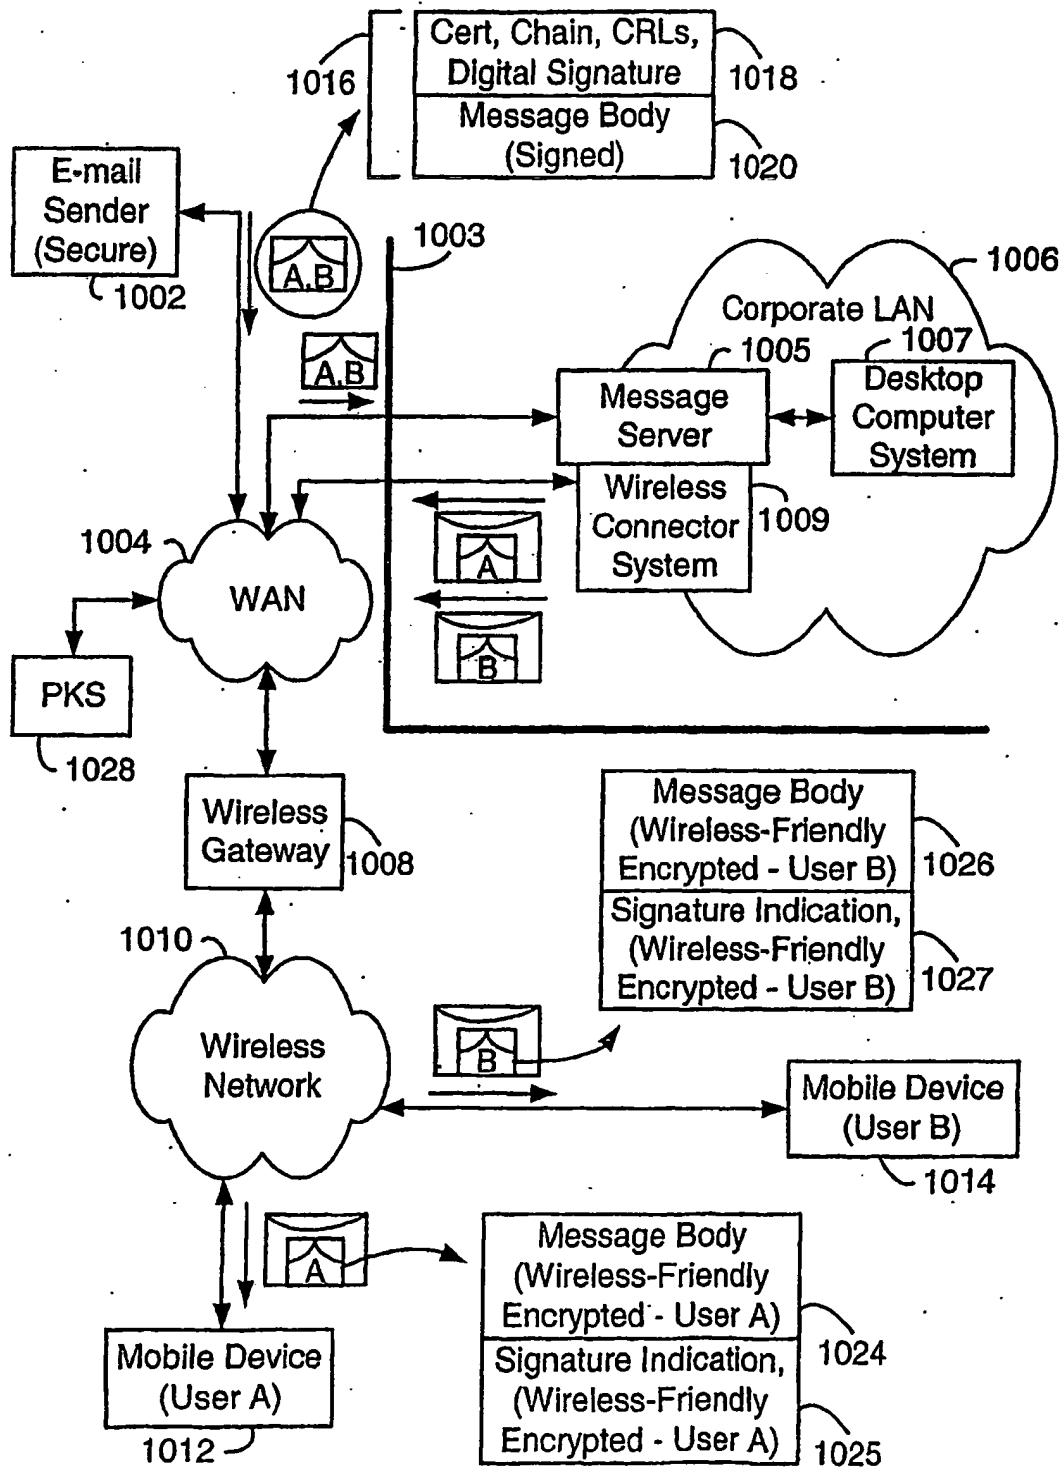 Cert, Chain, CRLs,
Digital Signature
1016
1018
Message Body
(Signed)
1020
E-mail
Sender
(Secure)
1002
A,B
1003
1006
Corporate LAN
A,B
1005
1007
Message
Server
Desktop
Computer
System
Wireless
Connector
System
1009
1004
A
WAN
B
PKS
1028
Wireless
Gateway
1008
Message Body
(Wireless-Friendly
Encrypted - User B)
1026
Signature Indication,
(Wireless-Friendly
Encrypted - User B)
1027
1010
Wireless
Network
B
Mobile Device
(User B)
1014
A
Message Body
(Wireless-Friendly
Encrypted - User A)
1024
Signature Indication,
(Wireless-Friendly
Encrypted - User A)
1025
Mobile Device
(User A)
1012